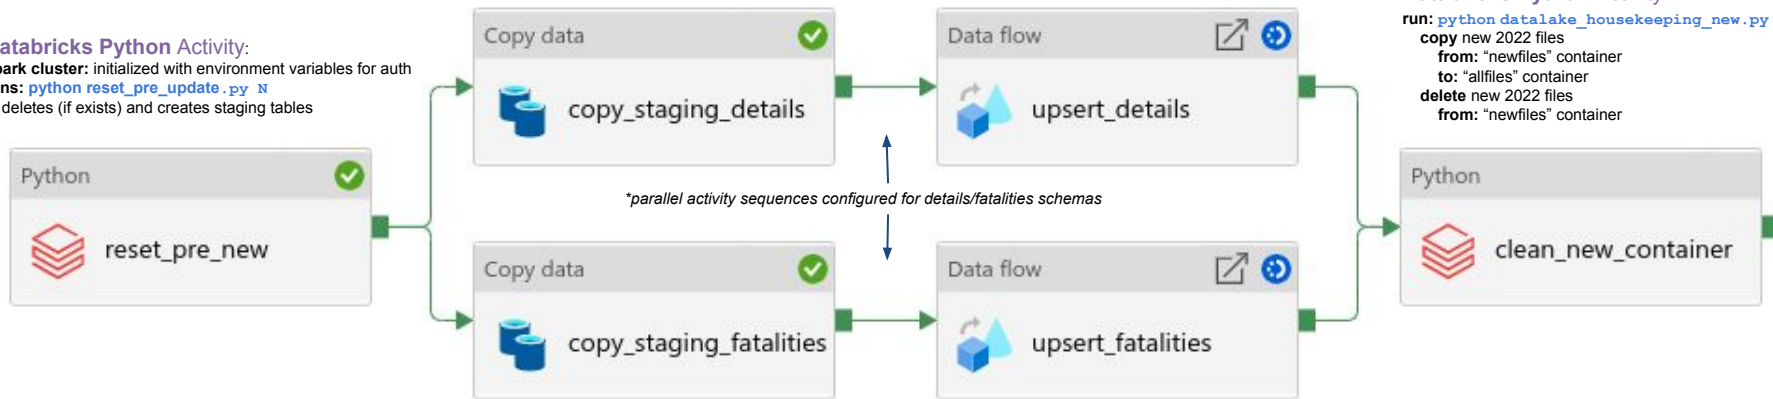 atabricks Python Activity:
ark cluster: initialized with environment variables for auth
ns: python reset_pre_update.py N
deletes (if exists) and creates staging tables
Python
reset_pre_new
Copy data
copy_staging_details
Data flow
upsert_details
*parallel activity sequences configured for details/fatalities schemas
Copy data
copy_staging_fatalities
Data flow
upsert_fatalities
run: python datalake_housekeeping_new.py
copy new 2022 files
from: “newfiles” container
to: “allfiles” container
delete new 2022 files
from: “newfiles” container
Python
clean_new_container